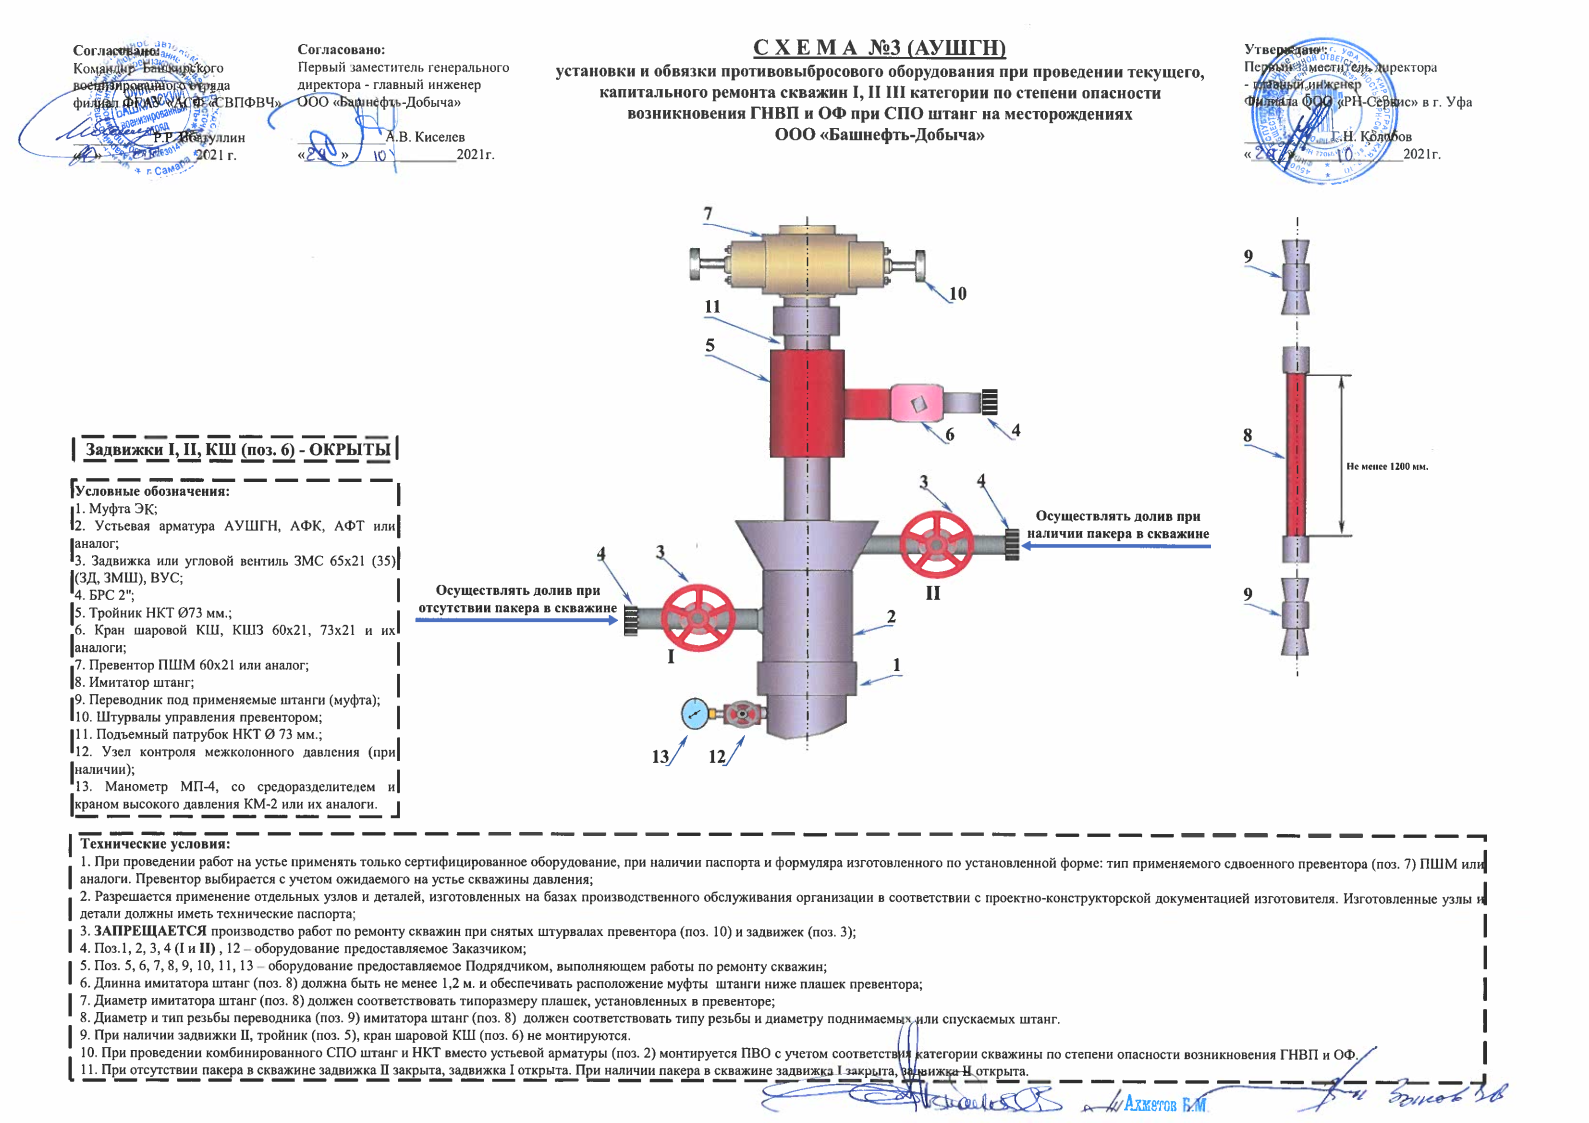 Согласовано:
Командир Башкирского
военизированного отряда
филиал ФГАУ «АСФ «СВПФВЧ»
Р.Р.
« » 2021 г.
г. Самара
Согласовано:
Первый заместитель генерального
директора - главный инженер
ООО «Башнефть-Добыча»
А.В. Киселев
«29» 10 2021г.
С Х Е М А №3 (АУШГН)
установки и обвязки противовыбросового оборудования при проведении текущего,
капитального ремонта скважин I, II III категории по степени опасности
возникновения ГНВП и ОФ при СПО штанг на месторождениях
ООО «Башнефть-Добыча»
Утверждаю:
Первый заместитель директора
- главный инженер
Филиала ООО «РН-Сервис» в г. Уфа
Г.Н. Колобов
« » 10 2021г.
7
10
11
5
6
4
3
4
Осуществлять долив при
наличии пакера в скважине
II
4
3
Осуществлять долив при
отсутствии пакера в скважине
I
2
1
13
12
9
8
Не менее 1200 мм.
9
Задвижки I, II, КШ (поз. 6) - ОКРЫТЫ
Условные обозначения:
1. Муфта ЭК;
2. Устьевая арматура АУШГН, АФК, АФТ или
аналог;
3. Задвижка или угловой вентиль ЗМС 65х21 (35)
(ЗД, ЗМШ), ВУС;
4. БРС 2";
5. Тройник НКТ Ø73 мм.;
6. Кран шаровой КШ, КШЗ 60х21, 73х21 и их
аналоги;
7. Превентор ПШМ 60х21 или аналог;
8. Имитатор штанг;
9. Переводник под применяемые штанги (муфта);
10. Штурвалы управления превентором;
11. Подъемный патрубок НКТ Ø 73 мм.;
12. Узел контроля межколонного давления (при
наличии);
13. Манометр МП-4, со средоразделителем и
краном высокого давления КМ-2 или их аналоги.
Технические условия:
1. При проведении работ на устье применять только сертифицированное оборудование, при наличии паспорта и формуляра изготовленного по установленной форме: тип применяемого сдвоенного превентора (поз. 7) ПШМ или
аналоги. Превентор выбирается с учетом ожидаемого на устье скважины давления;
2. Разрешается применение отдельных узлов и деталей, изготовленных на базах производственного обслуживания организации в соответствии с проектно-конструкторской документацией изготовителя. Изготовленные узлы и
детали должны иметь технические паспорта;
3. ЗАПРЕЩАЕТСЯ производство работ по ремонту скважин при снятых штурвалах превентора (поз. 10) и задвижек (поз. 3);
4. Поз.1, 2, 3, 4 (I и II) , 12 – оборудование предоставляемое Заказчиком;
5. Поз. 5, 6, 7, 8, 9, 10, 11, 13 – оборудование предоставляемое Подрядчиком, выполняющем работы по ремонту скважин;
6. Длинна имитатора штанг (поз. 8) должна быть не менее 1,2 м. и обеспечивать расположение муфты штанги ниже плашек превентора;
7. Диаметр имитатора штанг (поз. 8) должен соответствовать типоразмеру плашек, установленных в превенторе;
8. Диаметр и тип резьбы переводника (поз. 9) имитатора штанг (поз. 8) должен соответствовать типу резьбы и диаметру поднимаемых или спускаемых штанг.
9. При наличии задвижки II, тройник (поз. 5), кран шаровой КШ (поз. 6) не монтируются.
10. При проведении комбинированного СПО штанг и НКТ вместо устьевой арматуры (поз. 2) монтируется ПВО с учетом соответствия категории скважины по степени опасности возникновения ГНВП и ОФ.
11. При отсутствии пакера в скважине задвижка II закрыта, задвижка I открыта. При наличии пакера в скважине задвижка I закрыта, задвижка II открыта.
Ахметов Б.М.